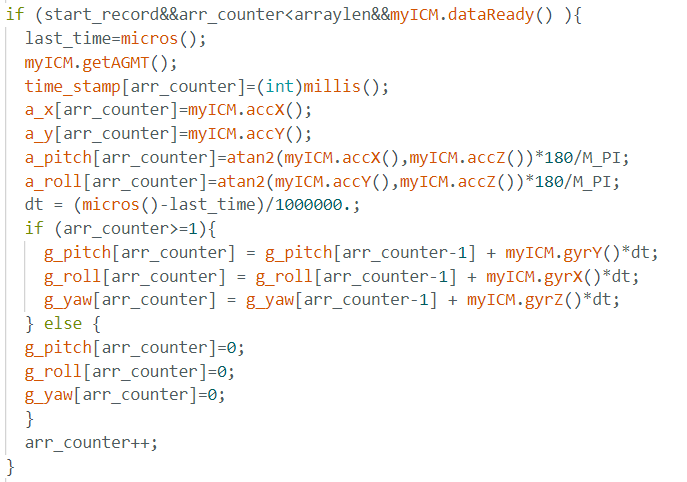 if (start_record&&arr_counter<arraylen&&myICM.dataReady() ){
last_time=micros();
myICM.getAGMT();
time_stamp[arr_counter]=(int)millis();
a_x[arr_counter]=myICM.accX();
a_y[arr_counter]=myICM.accY();
a_pitch[arr_counter]=atan2(myICM.accX(),myICM.accZ())*180/M_PI;
a_roll[arr_counter]=atan2(myICM.accY(),myICM.accZ())*180/M_PI;
dt = (micros()-last_time)/1000000.;
if (arr_counter>=1){
g_pitch[arr_counter] = g_pitch[arr_counter-1] + myICM.gyrY()*dt;
g_roll[arr_counter] = g_roll[arr_counter-1] + myICM.gyrX()*dt;
g_yaw[arr_counter] = g_yaw[arr_counter-1] + myICM.gyrZ()*dt;
} else {
g_pitch[arr_counter]=0;
g_roll[arr_counter]=0;
g_yaw[arr_counter]=0;
}
arr_counter++;
}